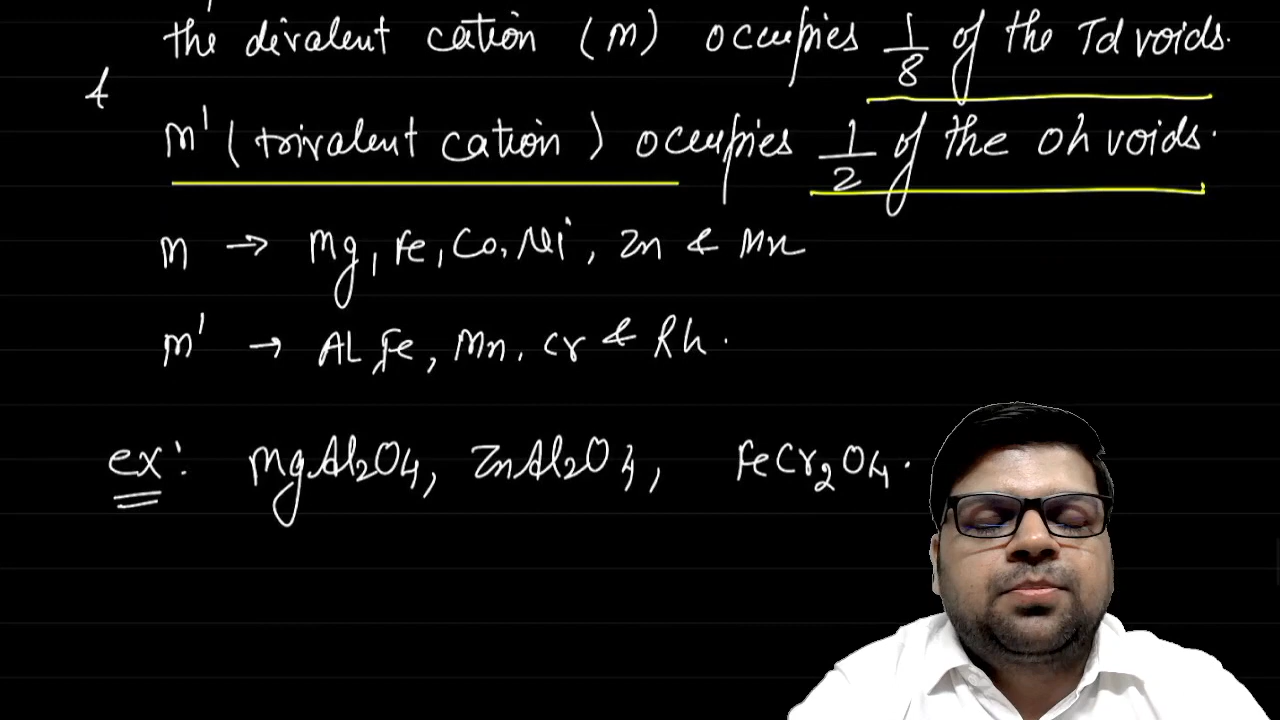 the divalent cation (M) occupies 1/8 of the Td voids.
&
M' (trivalent cation) occupies 1/2 of the Oh voids.
M → Mg, Fe, Co, Ni, Zn & Mn
M' → Al, Fe, Mn, Cr & Rh.
ex: MgAl₂O₄, ZnAl₂O₄, FeCr₂O₄.